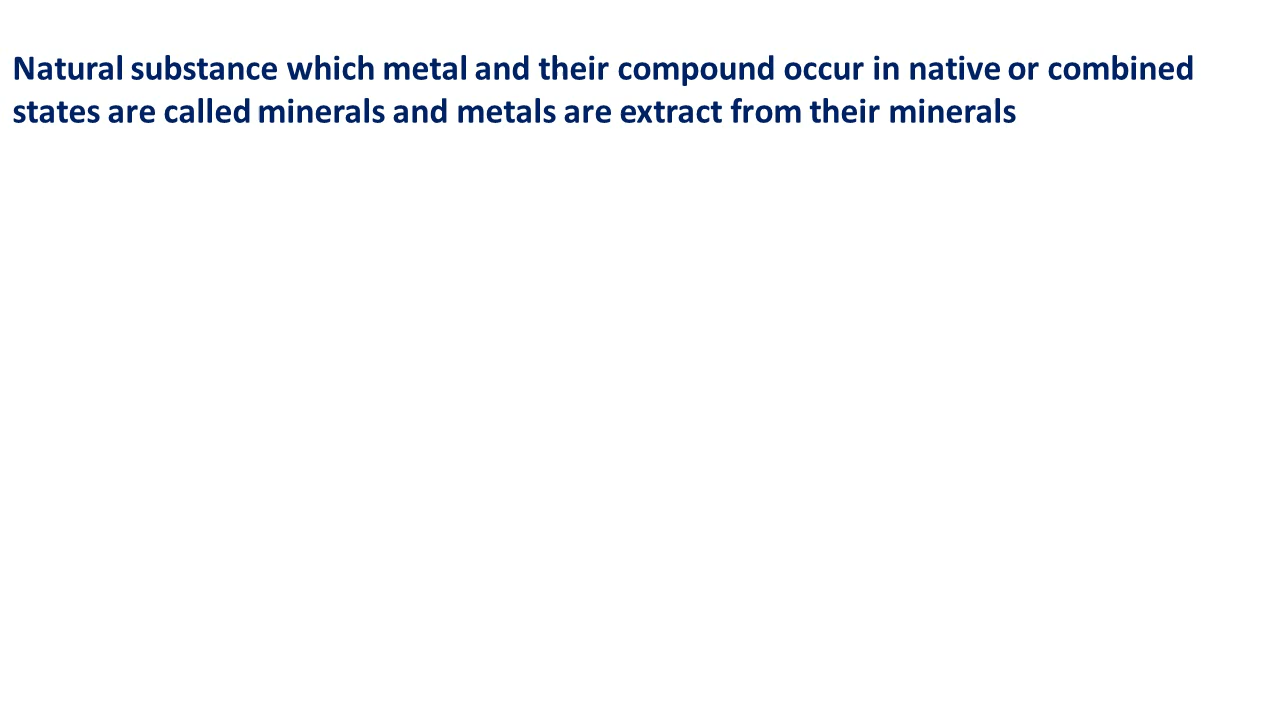 Natural substance which metal and their compound occur in native or combined
states are called minerals and metals are extract from their minerals